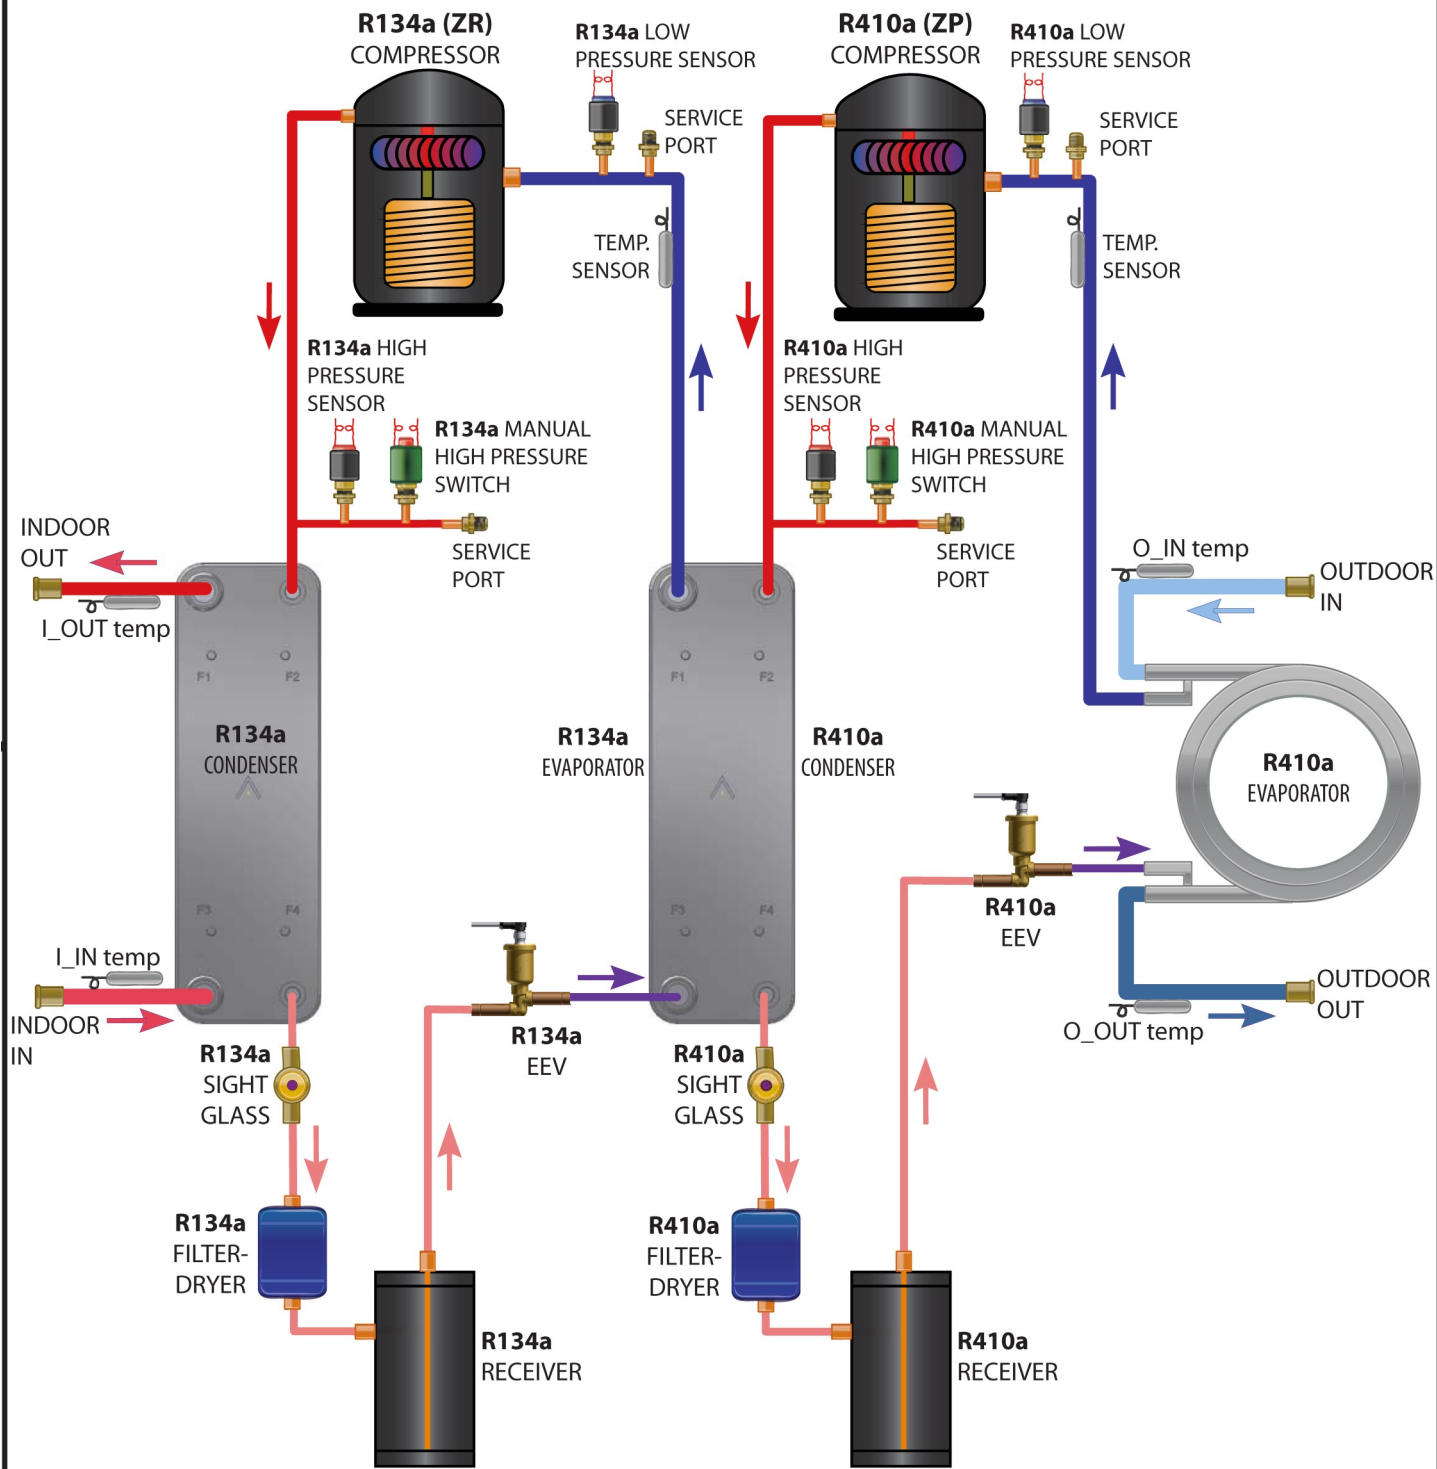 R134a (ZR)
COMPRESSOR
R134a LOW
PRESSURE SENSOR
SERVICE
PORT
R410a (ZP)
COMPRESSOR
R410a LOW
PRESSURE SENSOR
SERVICE
PORT
TEMP.
SENSOR
TEMP.
SENSOR
R134a HIGH
PRESSURE
SENSOR
R134a MANUAL
HIGH PRESSURE
SWITCH
SERVICE
PORT
R410a HIGH
PRESSURE
SENSOR
R410a MANUAL
HIGH PRESSURE
SWITCH
SERVICE
PORT
INDOOR
OUT
I_OUT temp
O_IN temp
OUTDOOR
IN
F1
F2
F1
F2
R134a
CONDENSER
R134a
EVAPORATOR
R410a
CONDENSER
R410a
EVAPORATOR
F3
F4
F3
F4
R410a
EEV
I_IN temp
INDOOR
IN
R134a
EEV
OUTDOOR
OUT
O_OUT temp
R134a
SIGHT
GLASS
R410a
SIGHT
GLASS
R134a
FILTER-
DRYER
R410a
FILTER-
DRYER
R134a
RECEIVER
R410a
RECEIVER